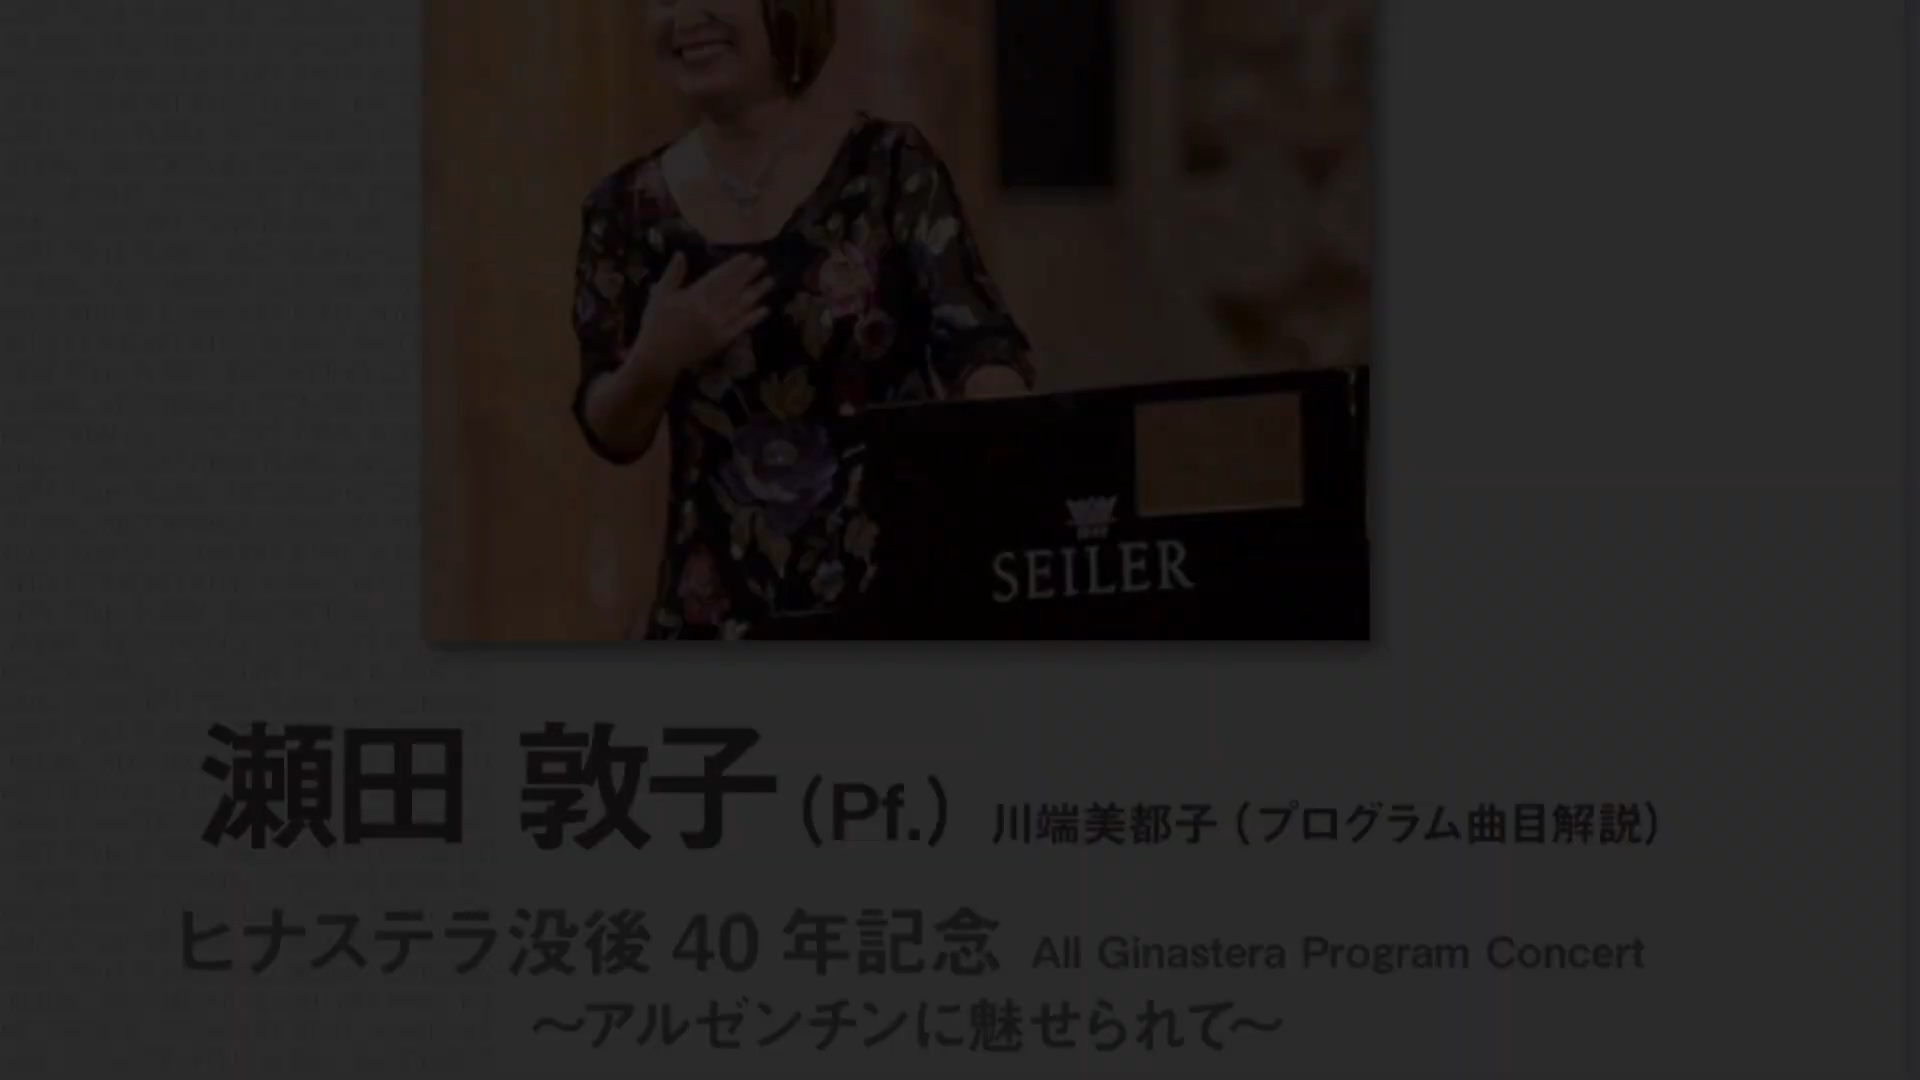 SEILER
瀬田 敦子 (Pf.) 川端美都子 (プログラム曲目解説)
ヒナステラ没後 40 年記念 All Ginastera Program Concert
〜アルゼンチンに魅せられて〜